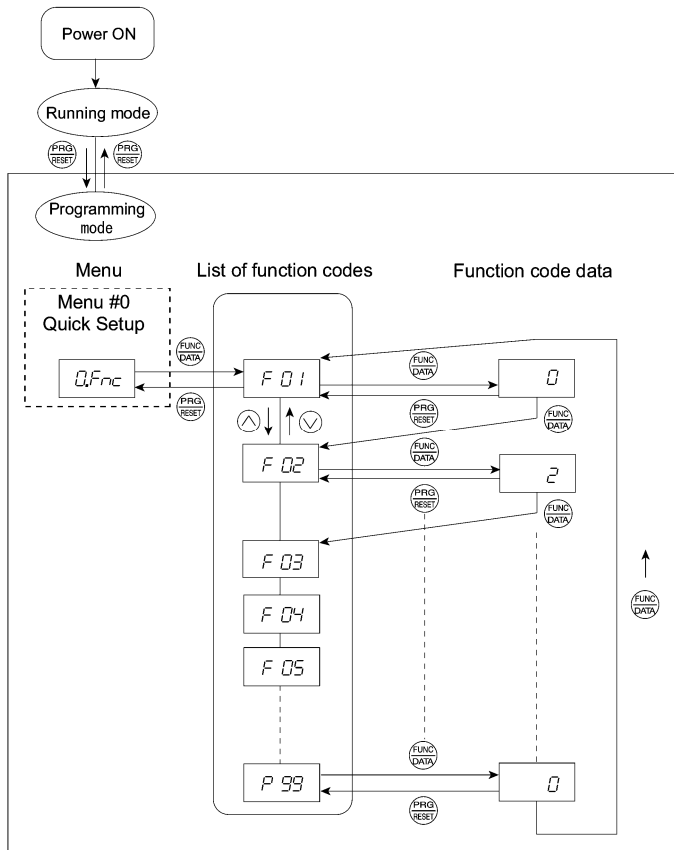 Power ON
Running mode
PRG
RESET
PRG
RESET
Programming
mode
Menu
List of function codes
Function code data
Menu #0
Quick Setup
FUNC
DATA
0.Fnc
PRG
RESET
F 01
FUNC
DATA
0
PRG
RESET
FUNC
DATA
F 02
FUNC
DATA
2
PRG
RESET
FUNC
DATA
F 03
F 04
FUNC
DATA
F 05
FUNC
DATA
P 99
0
PRG
RESET